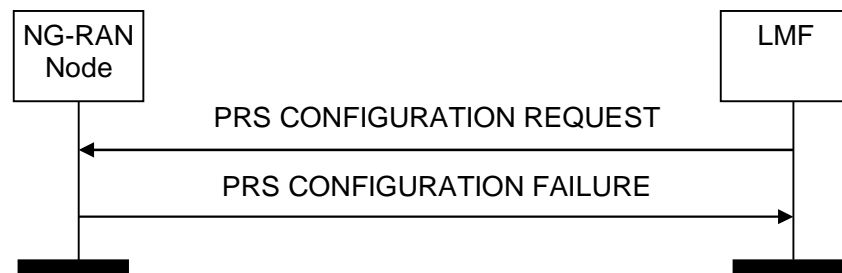 NG-RAN
Node
LMF
PRS CONFIGURATION REQUEST
PRS CONFIGURATION FAILURE